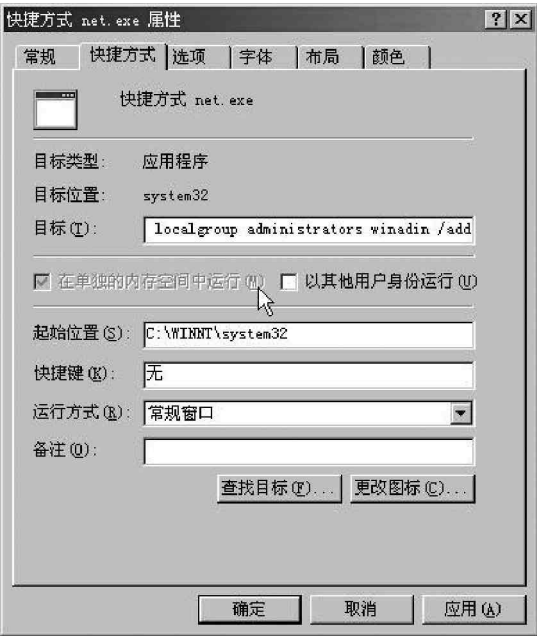 快捷方式 net.exe 属性
常规 快捷方式 选项 字体 布局 颜色
快捷方式 net.exe
目标类型: 应用程序
目标位置: system32
目标(T): localgroup administrators winadin /add
在单独的内存空间中运行(M) 以其他用户身份运行(U)
起始位置(S): C:\WINNT\system32
快捷键(K): 无
运行方式(R): 常规窗口
备注(O):
查找目标(F)... 更改图标(C)...
确定 取消 应用(A)